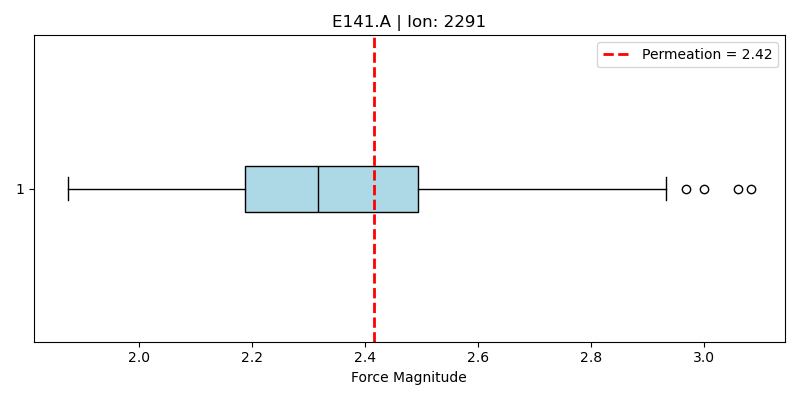 E141.A | Ion: 2291
Permeation = 2.42
1
2.0 2.2 2.4 2.6 2.8 3.0
Force Magnitude